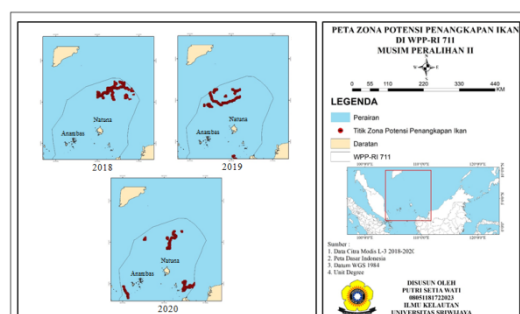 Natuna
Anambas
2018
Natuna
Anambas
2019
Natuna
Anambas
2020
PETA ZONA POTENSI PENANGKAPAN IKAN
DI WPP-RI 711
MUSIM PERALIHAN II
0 55 110 220 330 440
KM
LEGENDA
Perairan
Titik Zona Potensi Penangkapan Ikan
Daratan
WPP-RI 711
Sumber :
1. Data Citra Modis L-3 2018-2020
2. Peta Dasar Indonesia
3. Datum WGS 1984
4. Unit Degree
DISUSUN OLEH
PUTRI SETIA WATI
08051181722023
ILMU KELAUTAN
UNIVERSITAS SRIWIJAYA